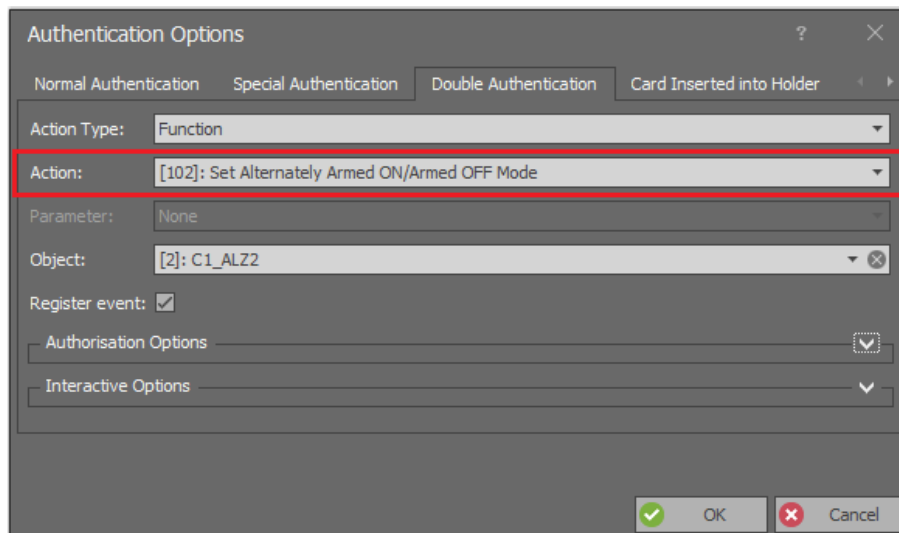 Authentication Options ?
Normal Authentication Special Authentication Double Authentication Card Inserted into Holder
Action Type: Function
Action: [102]: Set Alternately Armed ON/Armed OFF Mode
Parameter: None
Object: [2]: C1_ALZ2
Register event:
Authorisation Options
Interactive Options
OK Cancel